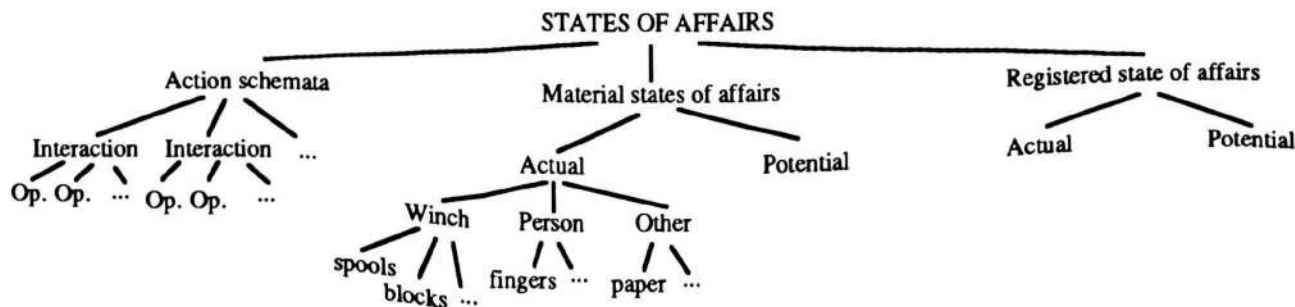 STATES OF AFFAIRS
Action schemata
Material states of affairs
Registered state of affairs
Interaction Interaction ...
Actual Potential
Actual Potential
Op. Op. ... Op. Op. ...
Winch Person Other
spools blocks ... fingers ... paper ...